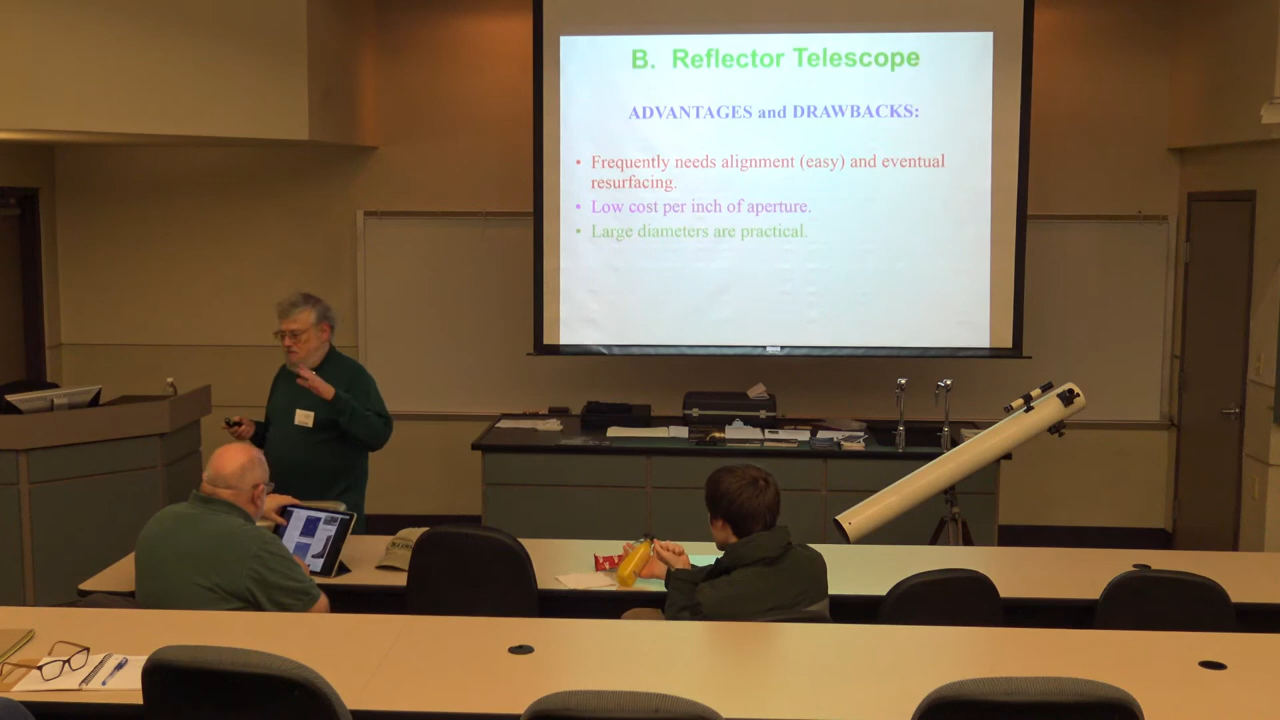 B. Reflector Telescope
ADVANTAGES and DRAWBACKS:
• Frequently needs alignment (easy) and eventual
resurfacing.
• Low cost per inch of aperture.
• Large diameters are practical.